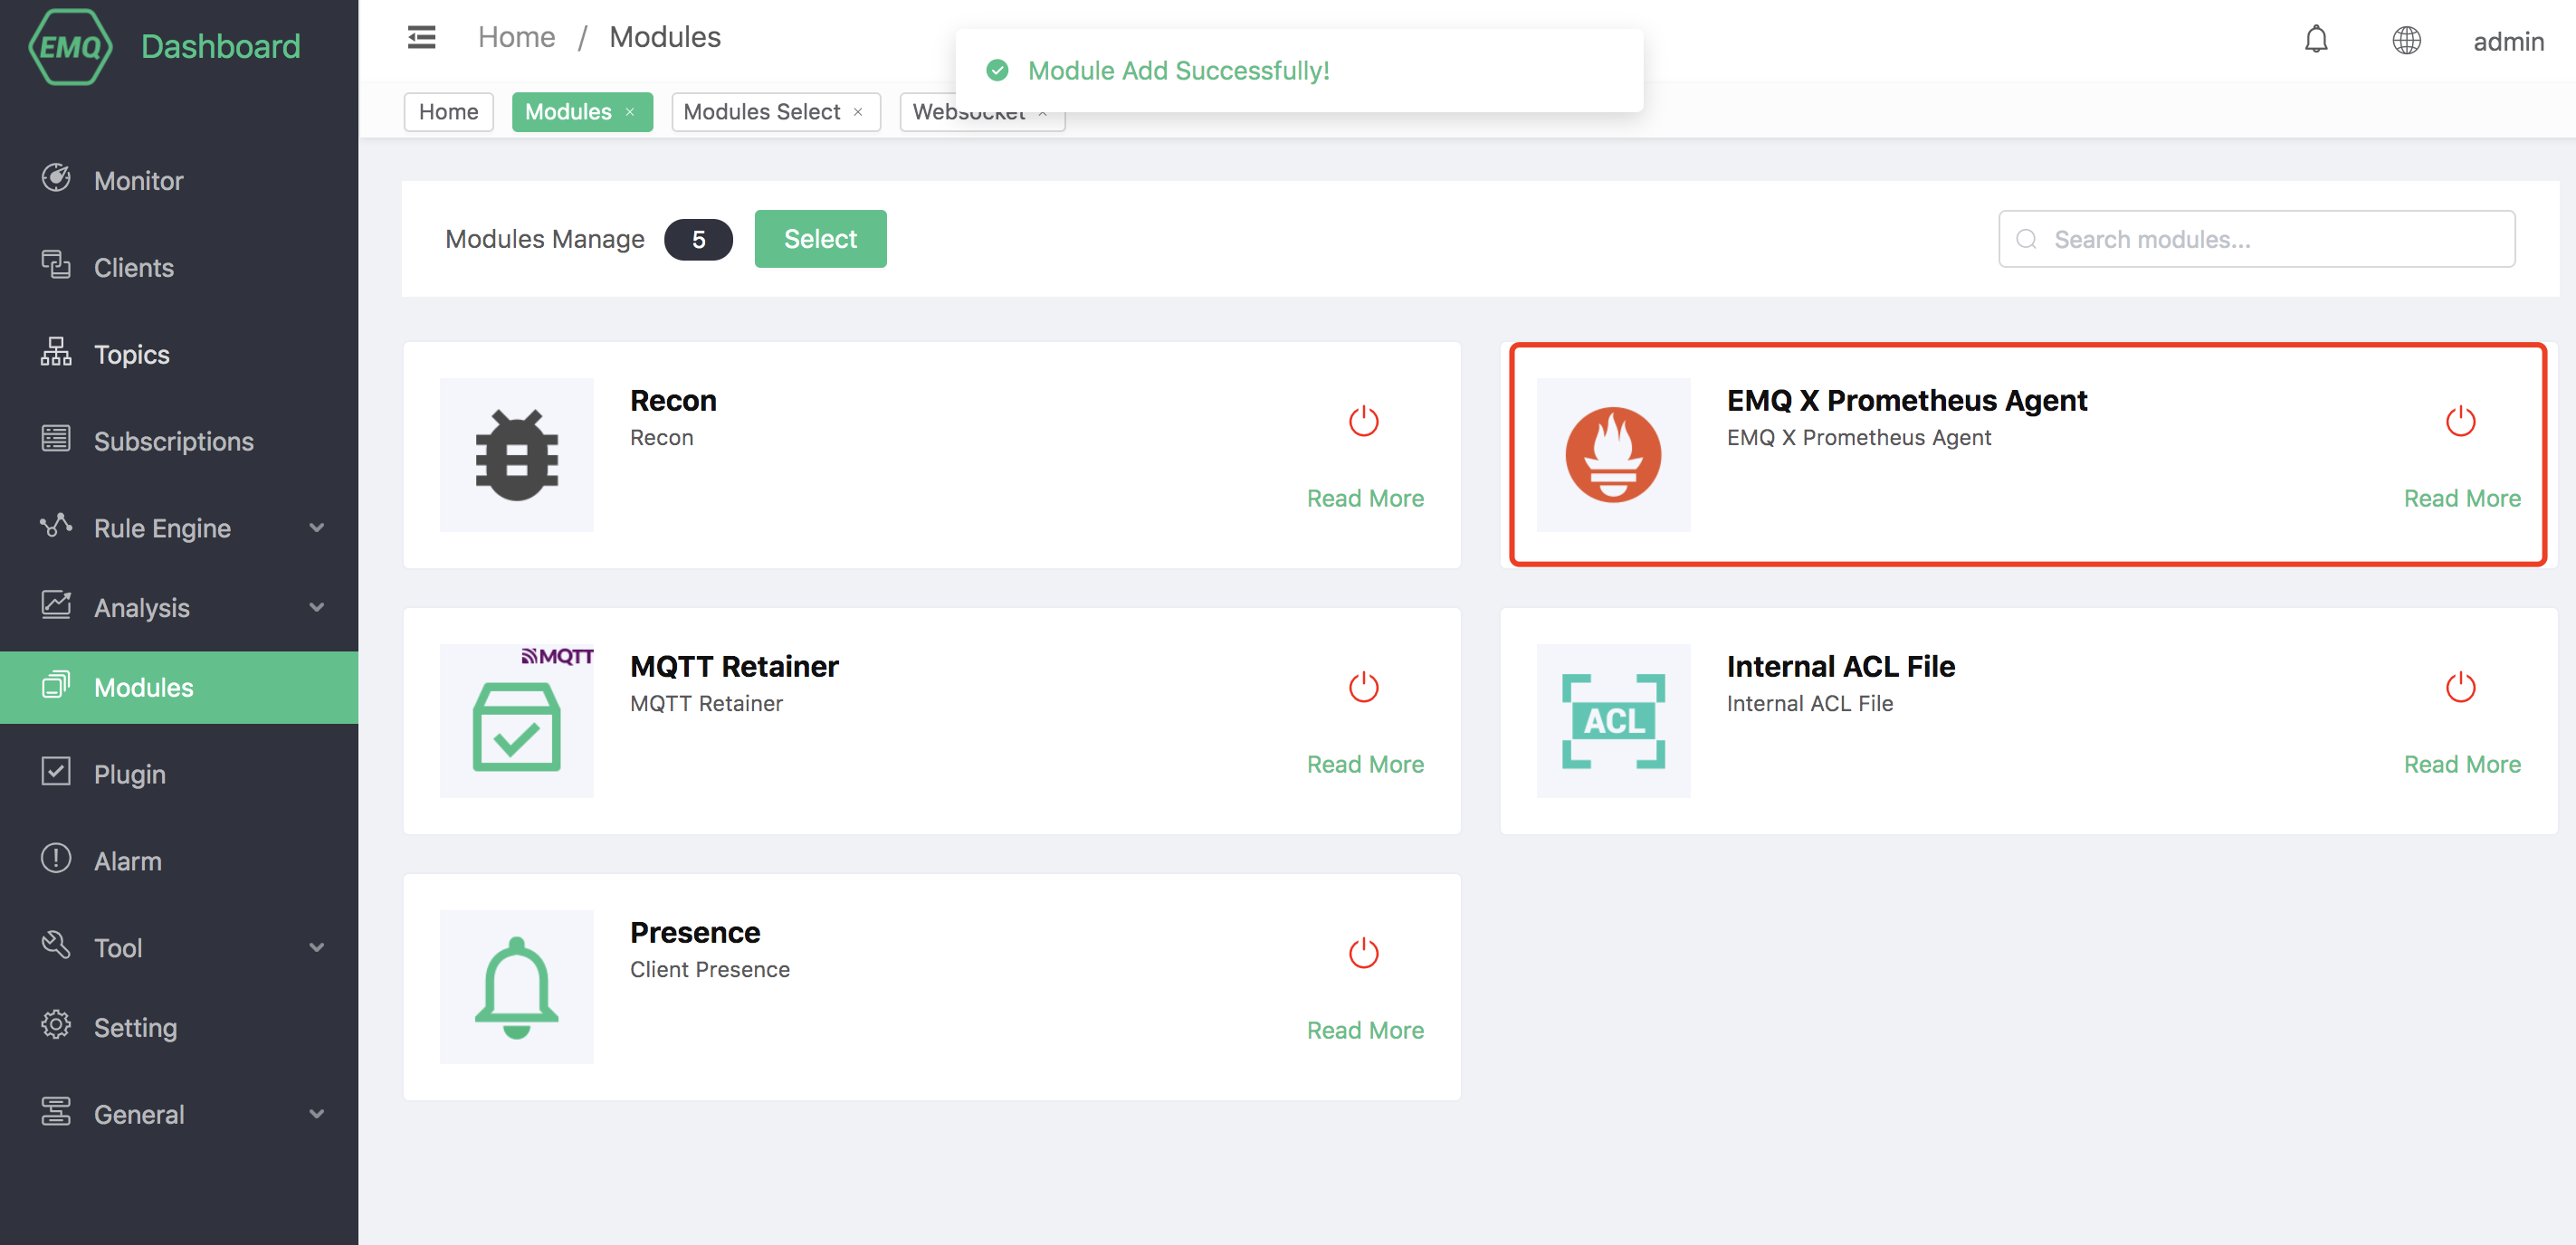 EMQ Dashboard
Home / Modules
admin
Module Add Successfully!
Home
Modules ×
Modules Select ×
Websocket ×
Monitor
Clients
Topics
Subscriptions
Rule Engine
Analysis
Modules
Plugin
Alarm
Tool
Setting
General
Modules Manage 5 Select
Search modules...
Recon
Recon
Read More
EMQ X Prometheus Agent
EMQ X Prometheus Agent
Read More
MQTT
MQTT Retainer
MQTT Retainer
Read More
ACL
Internal ACL File
Internal ACL File
Read More
Presence
Client Presence
Read More